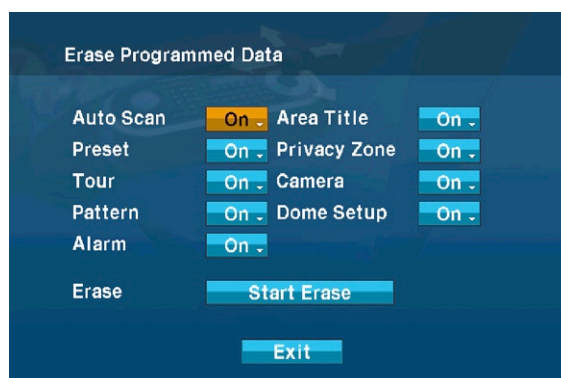 Erase Programmed Data
Auto Scan On Area Title On
Preset On Privacy Zone On
Tour On Camera On
Pattern On Dome Setup On
Alarm On
Erase Start Erase
Exit